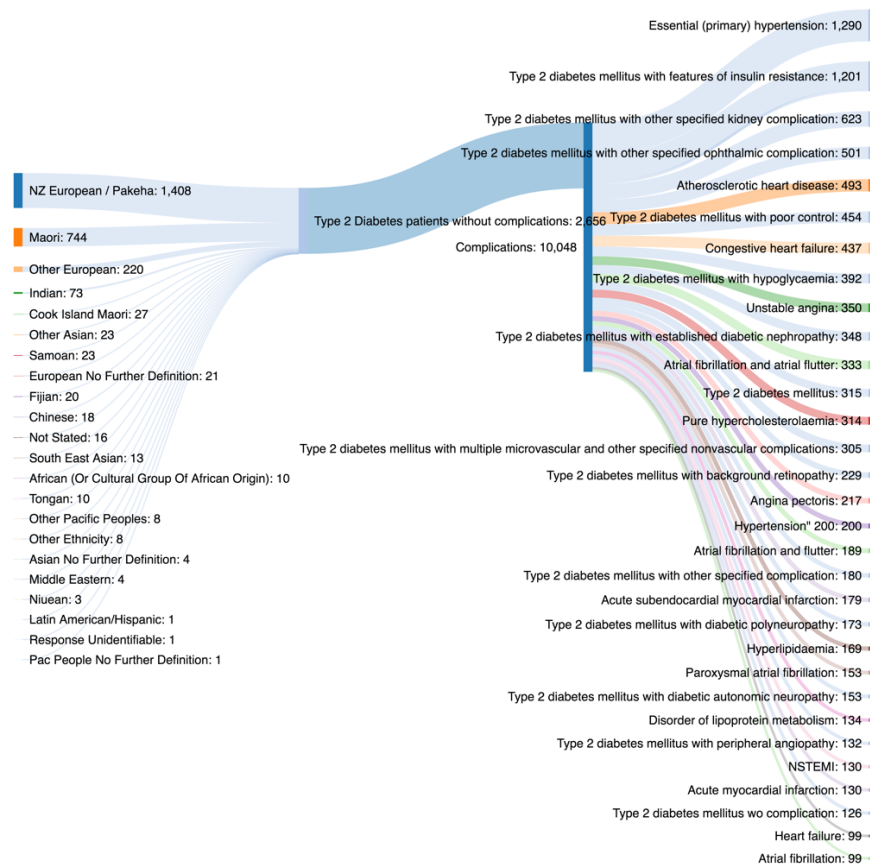 NZ European / Pakeha: 1,408
Maori: 744
Other European: 220
Indian: 73
Cook Island Maori: 27
Other Asian: 23
Samoan: 23
European No Further Definition: 21
Fijian: 20
Chinese: 18
Not Stated: 16
South East Asian: 13
African (Or Cultural Group Of African Origin): 10
Tongan: 10
Other Pacific Peoples: 8
Other Ethnicity: 8
Asian No Further Definition: 4
Middle Eastern: 4
Niuean: 3
Latin American/Hispanic: 1
Response Unidentifiable: 1
Pac People No Further Definition: 1
Type 2 Diabetes patients without complications: 2,656
Complications: 10,048
Essential (primary) hypertension: 1,290
Type 2 diabetes mellitus with features of insulin resistance: 1,201
Type 2 diabetes mellitus with other specified kidney complication: 623
Type 2 diabetes mellitus with other specified ophthalmic complication: 501
Atherosclerotic heart disease: 493
Type 2 diabetes mellitus with poor control: 454
Congestive heart failure: 437
Type 2 diabetes mellitus with hypoglycaemia: 392
Unstable angina: 350
Type 2 diabetes mellitus with established diabetic nephropathy: 348
Atrial fibrillation and atrial flutter: 333
Type 2 diabetes mellitus: 315
Pure hypercholesterolaemia: 314
Type 2 diabetes mellitus with multiple microvascular and other specified nonvascular complications: 305
Type 2 diabetes mellitus with background retinopathy: 229
Angina pectoris: 217
Hypertension" 200: 200
Atrial fibrillation and flutter: 189
Type 2 diabetes mellitus with other specified complication: 180
Acute subendocardial myocardial infarction: 179
Type 2 diabetes mellitus with diabetic polyneuropathy: 173
Hyperlipidaemia: 169
Paroxysmal atrial fibrillation: 153
Type 2 diabetes mellitus with diabetic autonomic neuropathy: 153
Disorder of lipoprotein metabolism: 134
Type 2 diabetes mellitus with peripheral angiopathy: 132
NSTEMI: 130
Acute myocardial infarction: 130
Type 2 diabetes mellitus wo complication: 126
Heart failure: 99
Atrial fibrillation: 99